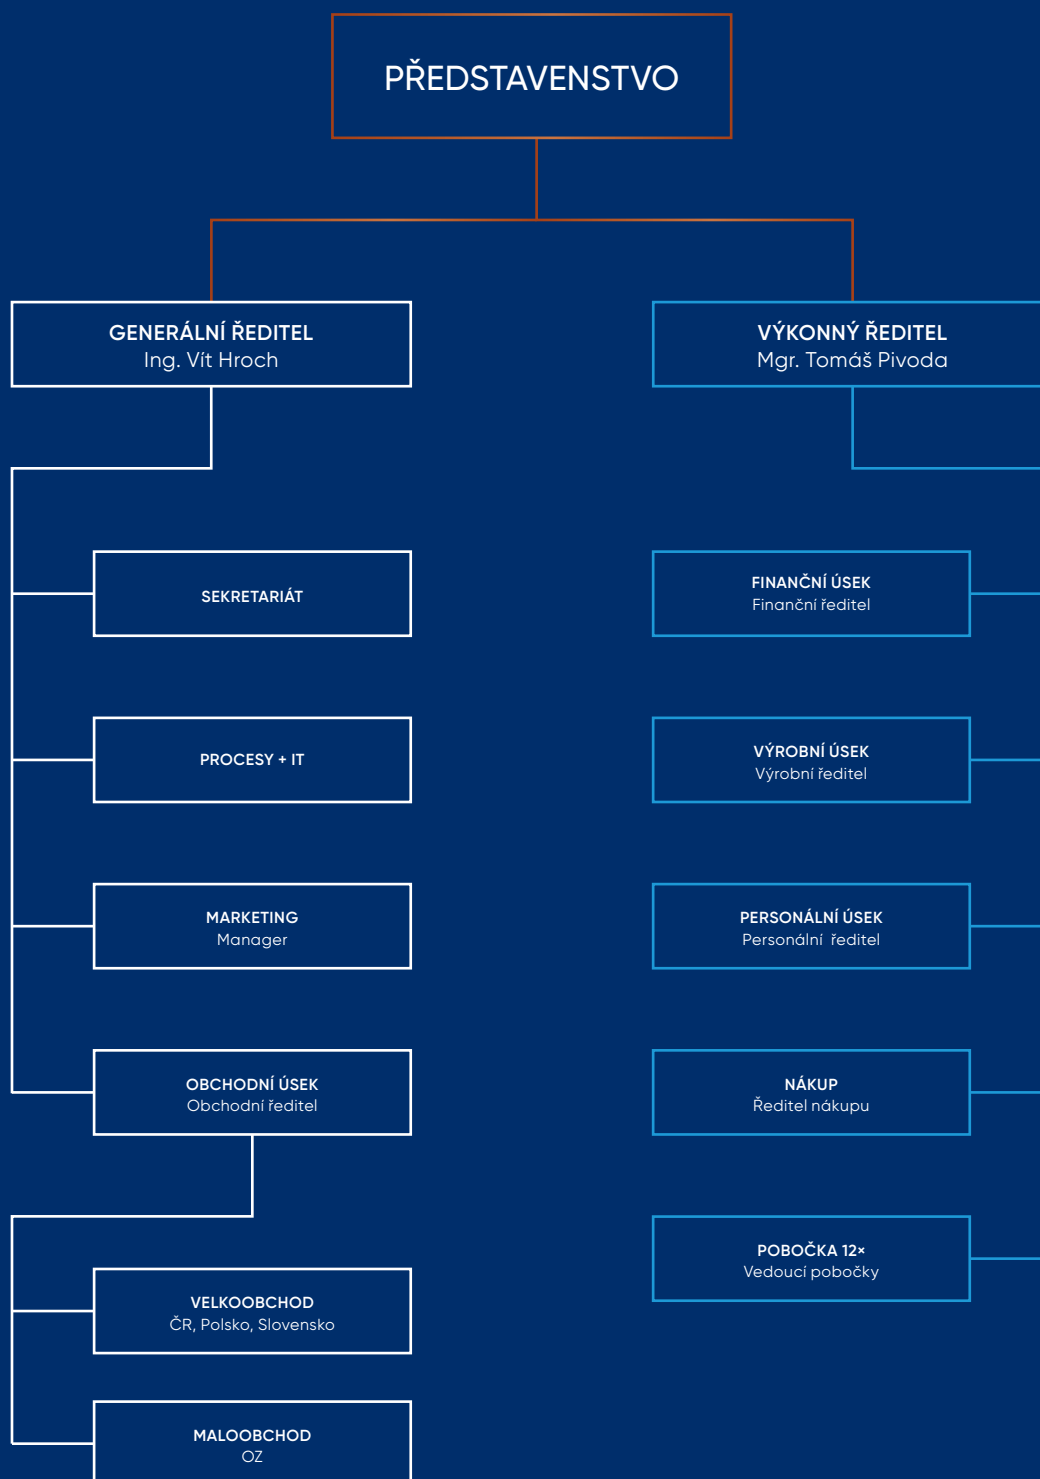 PŘEDSTAVENSTVO
GENERÁLNÍ ŘEDITEL
Ing. Vít Hroch
SEKRETARIÁT
PROCESY + IT
MARKETING
Manager
OBCHODNÍ ÚSEK
Obchodní ředitel
VELKOOBCHOD
ČR, Polsko, Slovensko
MALOOBCHOD
OZ
VÝKONNÝ ŘEDITEL
Mgr. Tomáš Pivoda
FINANČNÍ ÚSEK
Finanční ředitel
VÝROBNÍ ÚSEK
Výrobní ředitel
PERSONÁLNÍ ÚSEK
Personální  ředitel
NÁKUP
Ředitel nákupu
POBOČKA 12×
Vedoucí pobočky